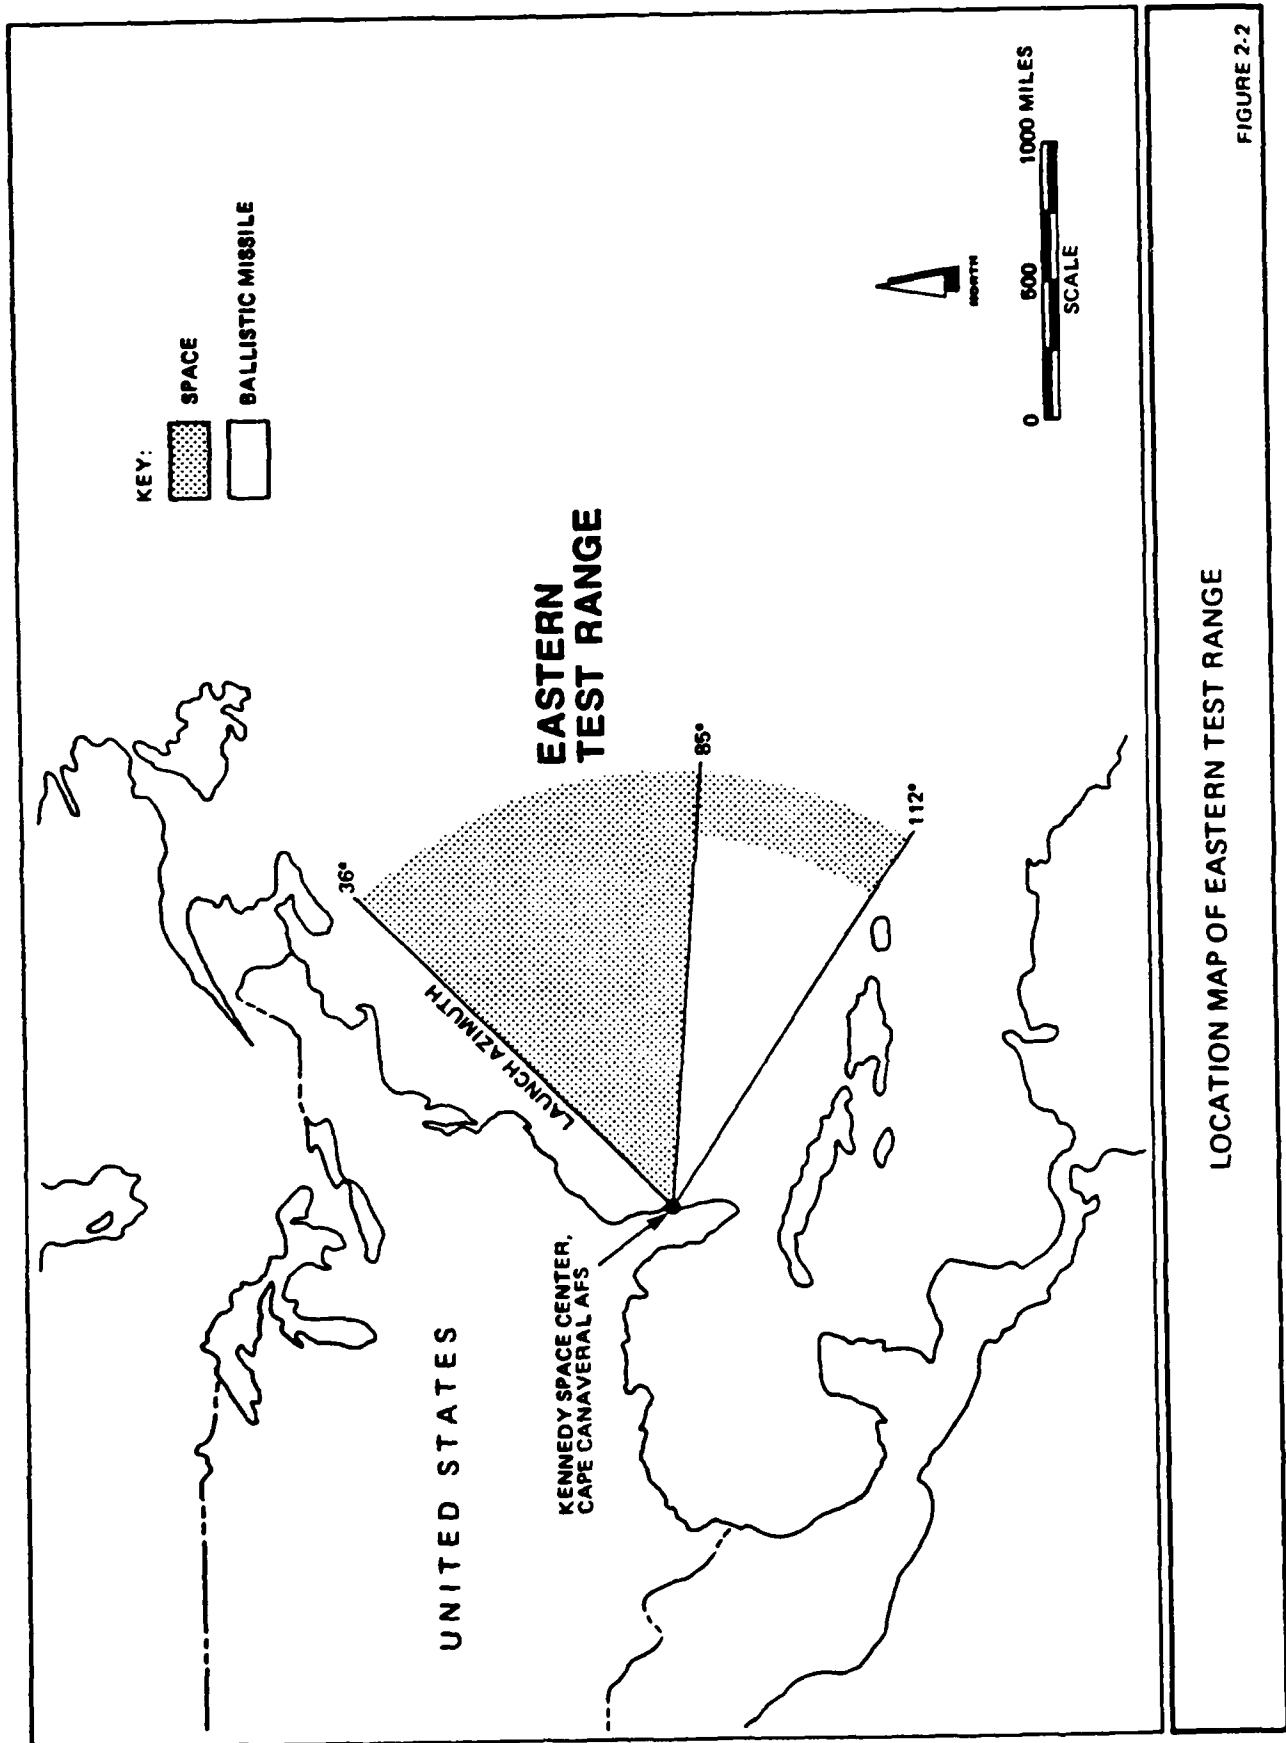 KEY:
SPACE
BALLISTIC MISSILE
EASTERN
TEST RANGE
36°
LAUNCH AZIMUTH
85°
112°
UNITED STATES
KENNEDY SPACE CENTER,
CAPE CANAVERAL AFS
NORTH
0 500 1000 MILES
SCALE
LOCATION MAP OF EASTERN TEST RANGE
FIGURE 2-2